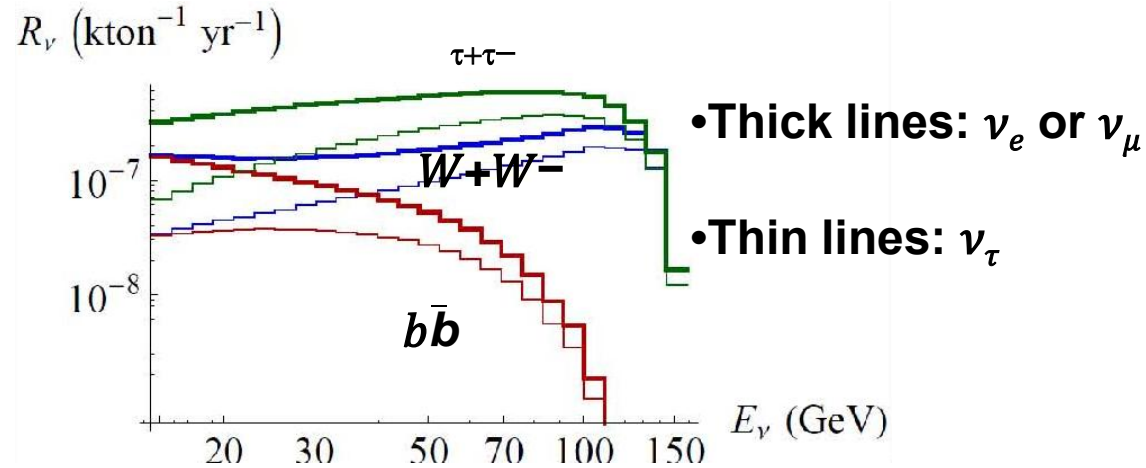 R_ν (kton⁻¹ yr⁻¹)
τ+τ−
•Thick lines: ν_e or ν_μ
10⁻⁷
W+W−
•Thin lines: ν_τ
10⁻⁸
b b̄
E_ν (GeV)
20 30 50 70 100 150